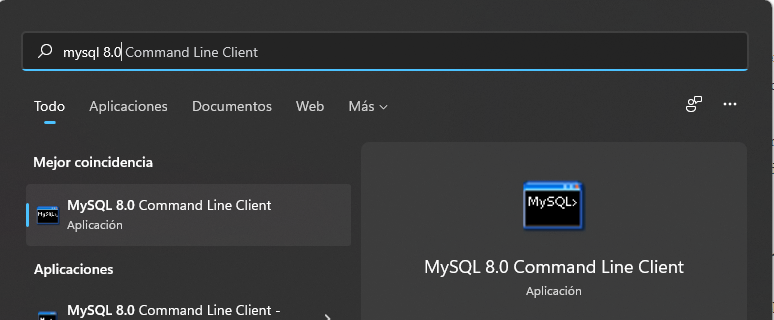 mysql 8.0 Command Line Client
Todo Aplicaciones Documentos Web Más
Mejor coincidencia
MySQL 8.0 Command Line Client
Aplicación
Aplicaciones
MySQL 8.0 Command Line Client -
MySQL>
MySQL 8.0 Command Line Client
Aplicación